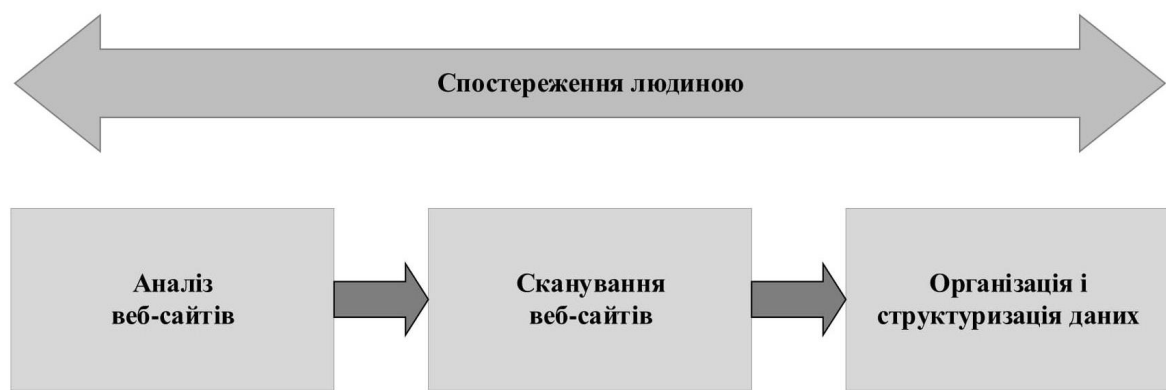 Спостереження людиною
Аналіз
веб-сайтів
Сканування
веб-сайтів
Організація і
структуризація даних